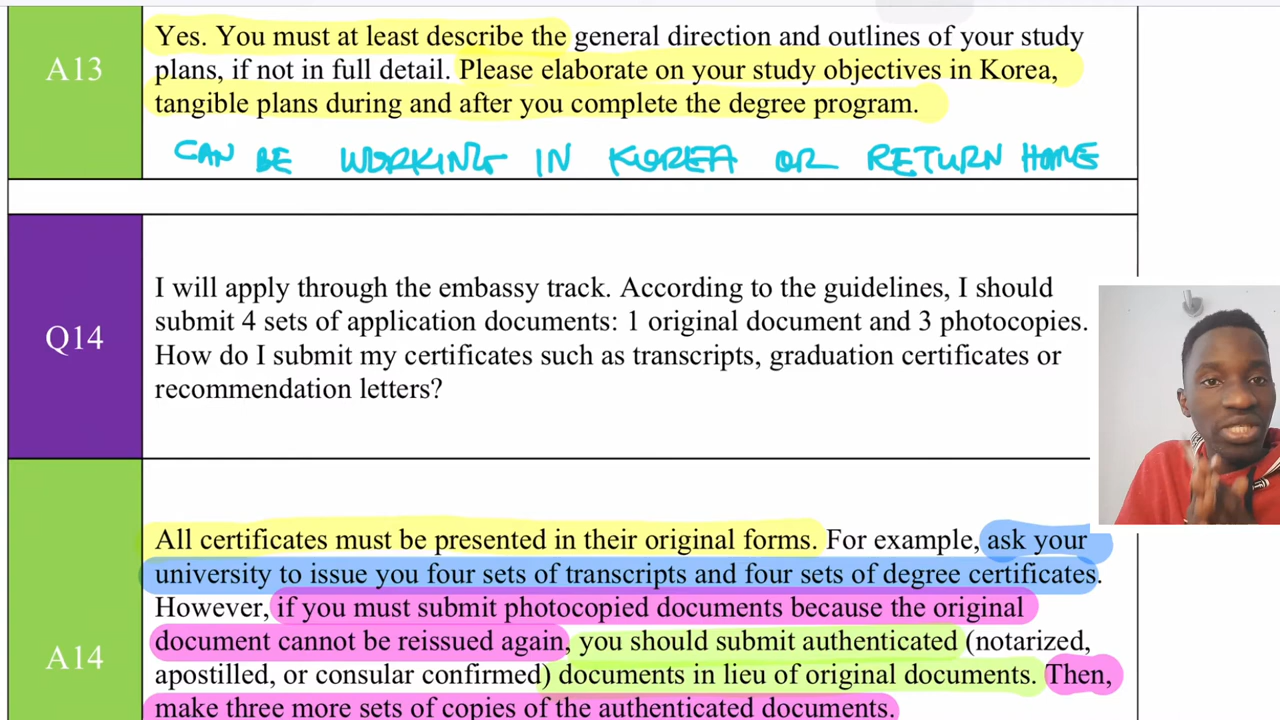 A13
Yes. You must at least describe the general direction and outlines of your study
plans, if not in full detail. Please elaborate on your study objectives in Korea,
tangible plans during and after you complete the degree program.
CAN BE WORKING IN KOREA OR RETURN HOME
Q14
I will apply through the embassy track. According to the guidelines, I should
submit 4 sets of application documents: 1 original document and 3 photocopies.
How do I submit my certificates such as transcripts, graduation certificates or
recommendation letters?
A14
All certificates must be presented in their original forms. For example, ask your
university to issue you four sets of transcripts and four sets of degree certificates.
However, if you must submit photocopied documents because the original
document cannot be reissued again, you should submit authenticated (notarized,
apostilled, or consular confirmed) documents in lieu of original documents. Then,
make three more sets of copies of the authenticated documents.